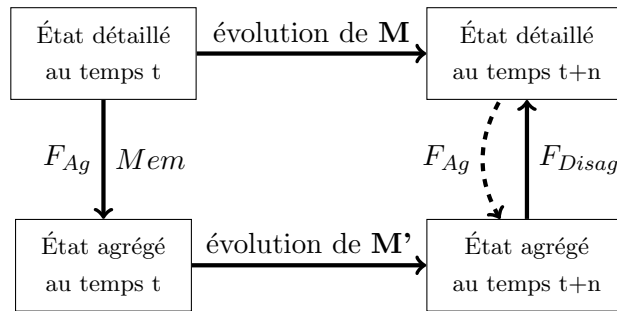 État détaillé
au temps t
évolution de M
État détaillé
au temps t+n
F_Ag
Mem
F_Ag
F_Disag
État agrégé
au temps t
évolution de M'
État agrégé
au temps t+n